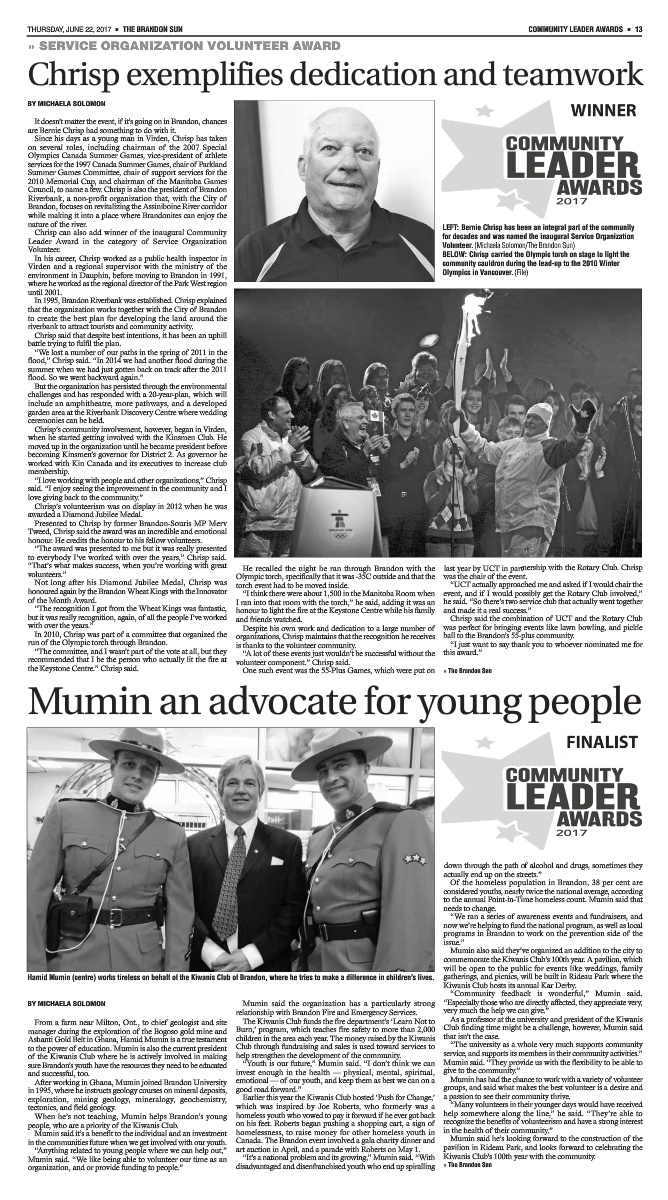 THURSDAY, JUNE 22, 2017 ■ THE BRANDON SUN
COMMUNITY LEADER AWARDS ■ 13
» SERVICE ORGANIZATION VOLUNTEER AWARD
Chrisp exemplifies dedication and teamwork
BY MICHAELA SOLOMON
It doesn't matter the event, if it's going on in Brandon, chances
are Bernie Chrisp had something to do with it.
Since his days as a young man in Virden, Chrisp has taken
on several roles, including chairman of the 2007 Special
Olympics Canada Summer Games, vice-president of athlete
services for the 1997 Canada Summer Games, chair of Parkland
Summer Games Committee, chair of support services for the
2010 Memorial Cup, and chairman of the Manitoba Games
Council, to name a few. Chrisp is also the president of Brandon
Riverbank, a non-profit organization that, with the City of
Brandon, focuses on revitalizing the Assiniboine River corridor
while making it into a place where Brandonites can enjoy the
nature of the river.
Chrisp can also add winner of the inaugural Community
Leader Award in the category of Service Organization
Volunteer.
In his career, Chrisp worked as a public health inspector in
Virden and a regional supervisor with the ministry of the
environment in Dauphin, before moving to Brandon in 1991,
where he worked as the regional director of the Park West region
until 2001.
In 1995, Brandon Riverbank was established. Chrisp explained
that the organization works together with the City of Brandon
to create the best plan for developing the land around the
riverbank to attract tourists and community activity.
Chrisp said that despite best intentions, it has been an uphill
battle trying to fulfil the plan.
"We lost a number of our paths in the spring of 2011 in the
flood," Chrisp said. "In 2014 we had another flood during the
summer when we had just gotten back on track after the 2011
flood. So we went backward again."
But the organization has persisted through the environmental
challenges and has responded with a 20-year-plan, which will
include an amphitheatre, more pathways, and a developed
garden area at the Riverbank Discovery Centre where wedding
ceremonies can be held.
Chrisp's community involvement, however, began in Virden,
when he started getting involved with the Kinsmen Club. He
moved up in the organization until he became president before
becoming Kinsmen's governor for District 2. As governor he
worked with Kin Canada and its executives to increase club
membership.
"I love working with people and other organizations," Chrisp
said. "I enjoy seeing the improvement in the community and I
love giving back to the community."
Chrisp's volunteerism was on display in 2012 when he was
awarded a Diamond Jubilee Medal.
Presented to Chrisp by former Brandon-Souris MP Merv
Tweed, Chrisp said the award was an incredible and emotional
honour. He credits the honour to his fellow volunteers.
"The award was presented to me but it was really presented
to everybody I've worked with over the years," Chrisp said.
"That's what makes success, when you're working with great
volunteers."
Not long after his Diamond Jubilee Medal, Chrisp was
honoured again by the Brandon Wheat Kings with the Innovator
of the Month Award.
"The recognition I got from the Wheat Kings was fantastic,
but it was really recognition, again, of all the people I've worked
with over the years."
In 2010, Chrisp was part of a committee that organized the
run of the Olympic torch through Brandon.
"The committee, and I wasn't part of the vote at all, but they
recommended that I be the person who actually lit the fire at
the Keystone Centre." Chrisp said.
WINNER
COMMUNITY
LEADER
AWARDS
2017
LEFT: Bernie Chrisp has been an integral part of the community
for decades and was named the inaugural Service Organization
Volunteer. (Michaela Solomon/The Brandon Sun)
BELOW: Chrisp carried the Olympic torch on stage to light the
community cauldron during the lead-up to the 2010 Winter
Olympics in Vancouver. (File)
He recalled the night he ran through Brandon with the
Olympic torch, specifically that it was -35C outside and that the
torch event had to be moved inside.
"I think there were about 1,500 in the Manitoba Room when
I ran into that room with the torch," he said, adding it was an
honour to light the fire at the Keystone Centre while his family
and friends watched.
Despite his own work and dedication to a large number of
organizations, Chrisp maintains that the recognition he receives
is thanks to the volunteer community.
"A lot of these events just wouldn't be successful without the
volunteer component." Chrisp said.
One such event was the 55-Plus Games, which were put on
last year by UCT in partnership with the Rotary Club. Chrisp
was the chair of the event.
"UCT actually approached me and asked if I would chair the
event, and if I would possibly get the Rotary Club involved,"
he said. "So there's two service club that actually went together
and made it a real success."
Chrisp said the combination of UCT and the Rotary Club
was perfect for bringing events like lawn bowling, and pickle
ball to the Brandon's 55-plus community.
"I just want to say thank you to whoever nominated me for
this award."
» The Brandon Sun
Mumin an advocate for young people
FINALIST
COMMUNITY
LEADER
AWARDS
2017
Hamid Mumin (centre) works tireless on behalf of the Kiwanis Club of Brandon, where he tries to make a difference in children's lives.
BY MICHAELA SOLOMON
From a farm near Milton, Ont., to chief geologist and site
manager during the exploration of the Bogoso gold mine and
Ashanti Gold Belt in Ghana, Hamid Mumin is a true testament
to the power of education. Mumin is also the current president
of the Kiwanis Club where he is actively involved in making
sure Brandon's youth have the resources they need to be educated
and successful, too.
After working in Ghana, Mumin joined Brandon University
in 1995, where he instructs geology courses on mineral deposits,
exploration, mining geology, mineralogy, geochemistry,
tectonics, and field geology.
When he's not teaching, Mumin helps Brandon's young
people, who are a priority of the Kiwanis Club.
Mumin said it's a benefit to the individual and an investment
in the communities future when we get involved with our youth.
"Anything related to young people where we can help out,"
Mumin said. "We like being able to volunteer our time as an
organization, and or provide funding to people."
Mumin said the organization has a particularly strong
relationship with Brandon Fire and Emergency Services.
The Kiwanis Club funds the fire department's 'Learn Not to
Burn,' program, which teaches fire safety to more than 2,000
children in the area each year. The money raised by the Kiwanis
Club through fundraising and sales is used toward services to
help strengthen the development of the community.
"Youth is our future," Mumin said. "I don't think we can
invest enough in the health — physical, mental, spiritual,
emotional — of our youth, and keep them as best we can on a
good road forward."
Earlier this year the Kiwanis Club hosted 'Push for Change,'
which was inspired by Joe Roberts, who formerly was a
homeless youth who vowed to pay it forward if he ever got back
on his feet. Roberts began pushing a shopping cart, a sign of
homelessness, to raise money for other homeless youth in
Canada. The Brandon event involved a gala charity dinner and
art auction in April, and a parade with Roberts on May 1.
"It's a national problem and its growing," Mumin said. "With
disadvantaged and disenfranchised youth who end up spiralling
down through the path of alcohol and drugs, sometimes they
actually end up on the streets."
Of the homeless population in Brandon, 38 per cent are
considered youths, nearly twice the national average, according
to the annual Point-in-Time homeless count. Mumin said that
needs to change.
"We ran a series of awareness events and fundraisers, and
now we're helping to fund the national program, as well as local
programs in Brandon to work on the prevention side of the
issue."
Mumin also said they've organized an addition to the city to
commemorate the Kiwanis Club's 100th year. A pavilion, which
will be open to the public for events like weddings, family
gatherings, and picnics, will be built in Rideau Park where the
Kiwanis Club hosts its annual Kar Derby.
"Community feedback is wonderful," Mumin said.
"Especially those who are directly affected, they appreciate very,
very much the help we can give."
As a professor at the university and president of the Kiwanis
Club finding time might be a challenge, however, Mumin said
that isn't the case.
"The university as a whole very much supports community
service, and supports its members in their community activities."
Mumin said. "They provide us with the flexibility to be able to
give to the community."
Mumin has had the chance to work with a variety of volunteer
groups, and said what makes the best volunteer is a desire and
a passion to see their community thrive.
"Many volunteers in their younger days would have received
help somewhere along the line," he said. "They're able to
recognize the benefits of volunteerism and have a strong interest
in the health of their community."
Mumin said he's looking forward to the construction of the
pavilion in Rideau Park, and looks forward to celebrating the
Kiwanis Club's 100th year with the community.
» The Brandon Sun